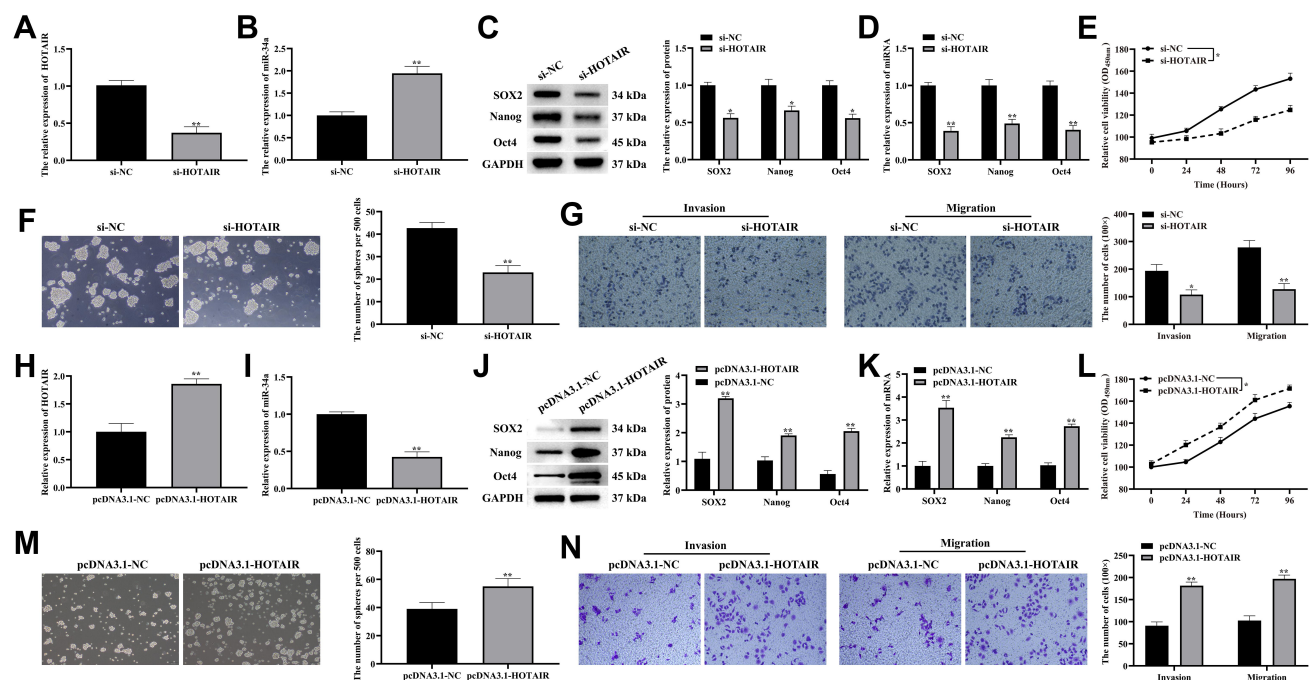 A
The relative expression of HOTAIR
1.5
1.0
0.5
0.0
**
si-NC
si-HOTAIR
B
The relative expression of miR-34a
2.5
2.0
1.5
1.0
0.5
0.0
**
si-NC
si-HOTAIR
C
si-NC
si-HOTAIR
SOX2
34 kDa
Nanog
37 kDa
Oct4
45 kDa
GAPDH
37 kDa
si-NC
si-HOTAIR
The relative expression of protein
1.5
1.0
0.5
0.0
*
*
*
SOX2
Nanog
Oct4
D
si-NC
si-HOTAIR
The relative expression of miRNA
1.5
1.0
0.5
0.0
**
**
**
SOX2
Nanog
Oct4
E
si-NC
si-HOTAIR
*
Relative cell viability (OD450nm)
180
160
140
120
100
80
0
24
48
72
96
Time (Hours)
F
si-NC
si-HOTAIR
The number of spheres per 500 cells
50
40
30
20
10
0
**
si-NC
si-HOTAIR
G
Invasion
Migration
si-NC
si-HOTAIR
si-NC
si-HOTAIR
si-NC
si-HOTAIR
The number of cells (100×)
400
300
200
100
0
*
**
Invasion
Migration
H
Relative expression of HOTAIR
2.0
1.5
1.0
0.5
0.0
**
pcDNA3.1-NC
pcDNA3.1-HOTAIR
I
Relative expression of miR-34a
1.5
1.0
0.5
0.0
**
pcDNA3.1-NC
pcDNA3.1-HOTAIR
J
pcDNA3.1-NC
pcDNA3.1-HOTAIR
SOX2
34 kDa
Nanog
37 kDa
Oct4
45 kDa
GAPDH
37 kDa
pcDNA3.1-HOTAIR
pcDNA3.1-NC
Relative expression of protien
4
3
2
1
0
**
**
**
SOX2
Nanog
Oct4
K
pcDNA3.1-NC
pcDNA3.1-HOTAIR
Relative expression of mRNA
5
4
3
2
1
0
**
**
**
SOX2
Nanog
Oct4
L
pcDNA3.1-NC
pcDNA3.1-HOTAIR
*
Relative cell viability (OD450nm)
180
160
140
120
100
80
0
24
48
72
96
Time (Hours)
M
pcDNA3.1-NC
pcDNA3.1-HOTAIR
The number of spheres per 500 cells
80
60
40
20
0
**
pcDNA3.1-NC
pcDNA3.1-HOTAIR
N
Invasion
Migration
pcDNA3.1-NC
pcDNA3.1-HOTAIR
pcDNA3.1-NC
pcDNA3.1-HOTAIR
pcDNA3.1-NC
pcDNA3.1-HOTAIR
The number of cells (100×)
250
200
150
100
50
0
**
**
Invasion
Migration